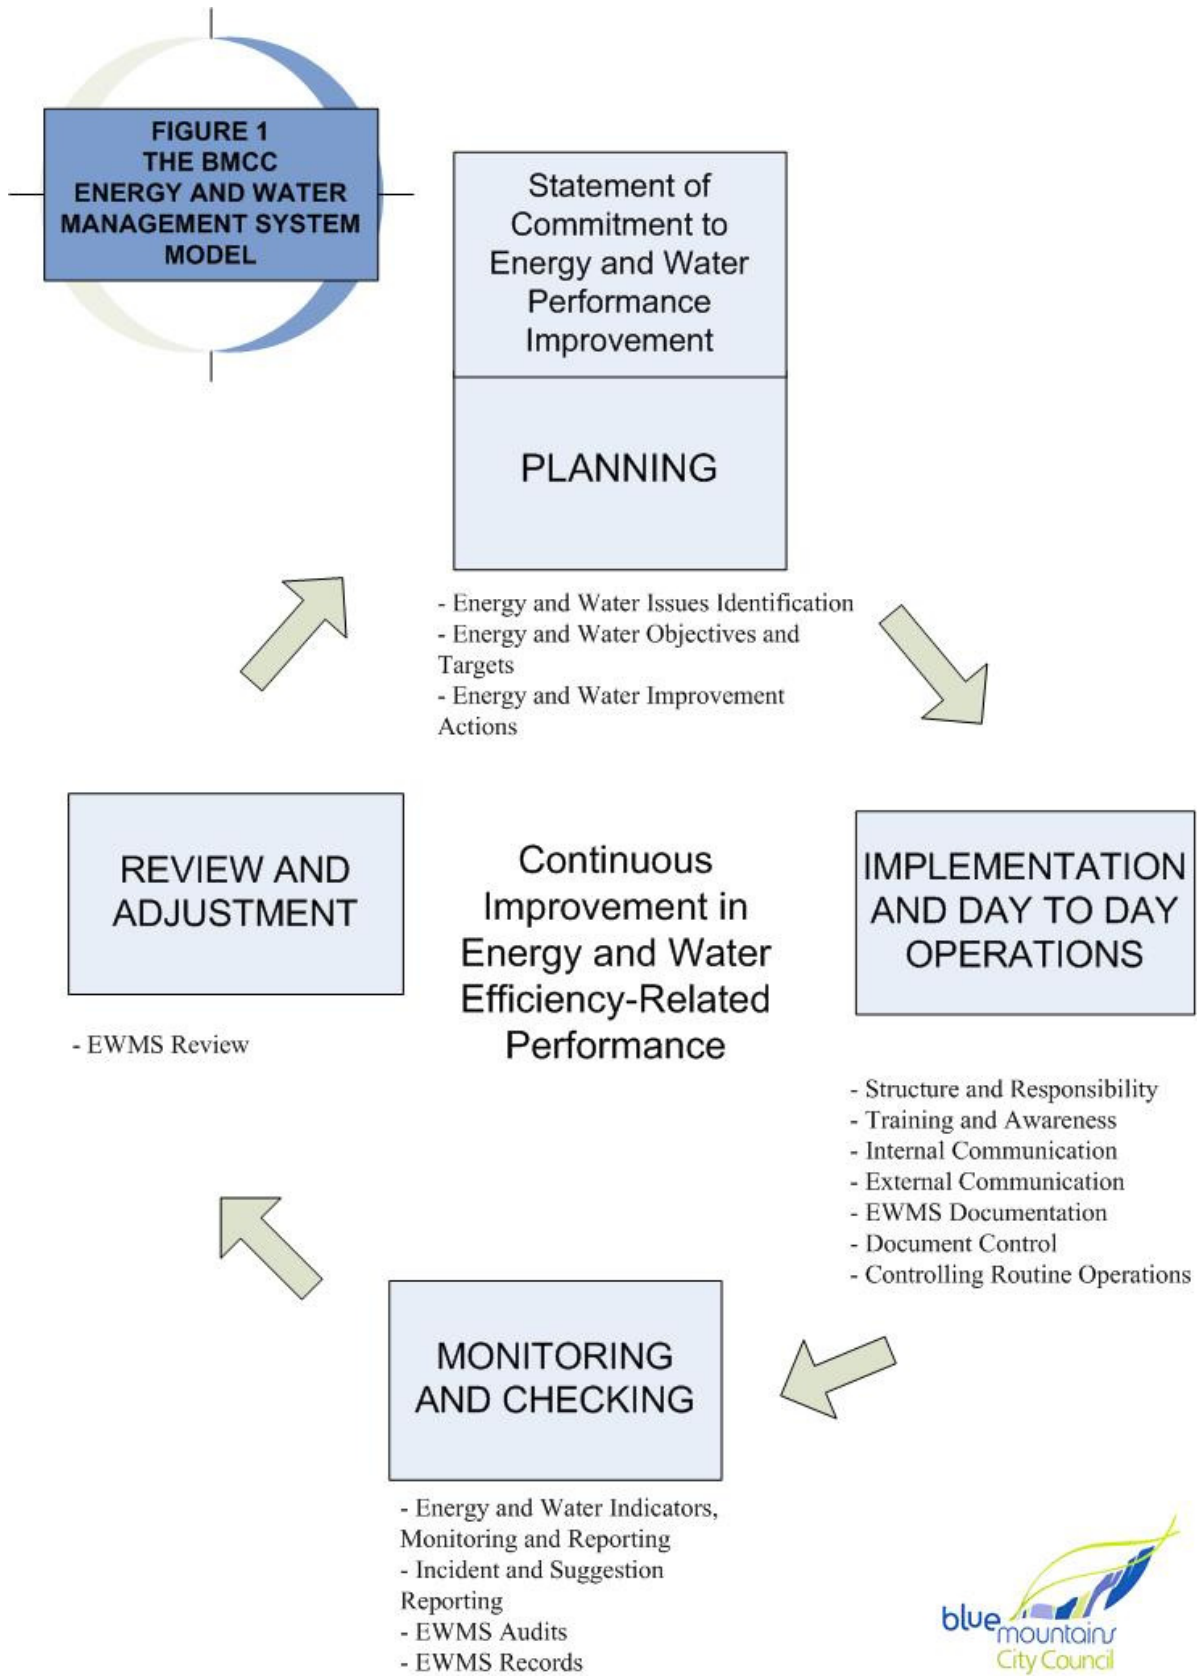 FIGURE 1
THE BMCC
ENERGY AND WATER
MANAGEMENT SYSTEM
MODEL
Statement of
Commitment to
Energy and Water
Performance
Improvement
PLANNING
- Energy and Water Issues Identification
- Energy and Water Objectives and
Targets
- Energy and Water Improvement
Actions
REVIEW AND
ADJUSTMENT
- EWMS Review
Continuous
Improvement in
Energy and Water
Efficiency-Related
Performance
IMPLEMENTATION
AND DAY TO DAY
OPERATIONS
- Structure and Responsibility
- Training and Awareness
- Internal Communication
- External Communication
- EWMS Documentation
- Document Control
- Controlling Routine Operations
MONITORING
AND CHECKING
- Energy and Water Indicators,
Monitoring and Reporting
- Incident and Suggestion
Reporting
- EWMS Audits
- EWMS Records
blue
mountains
City Council